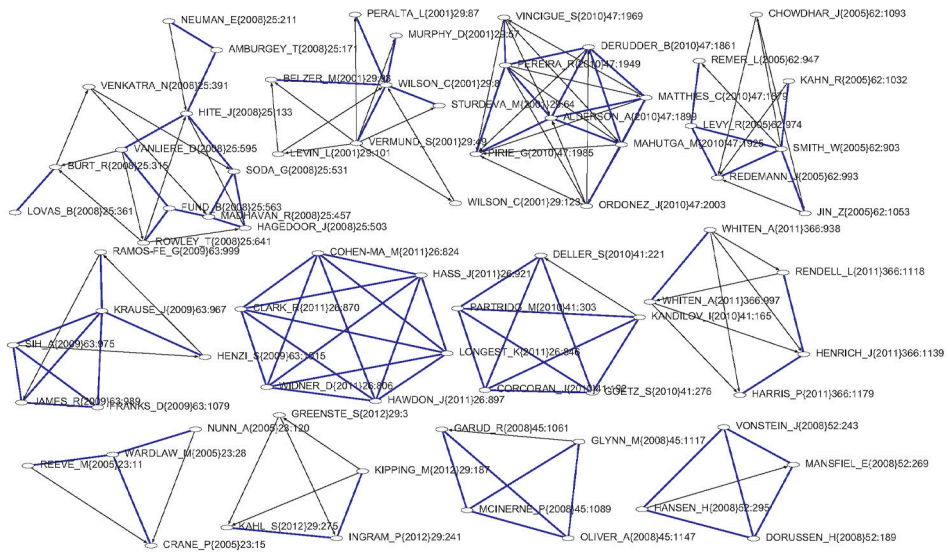 NEUMAN_E{2008}25:211
AMBURGEY_T{2008}25:171
VENKATRA_N{2008}25:391
HITE_J{2008}25:133
VANLIERE_D{2008}25:595
BURT_R{2008}25:315
SODA_G{2008}25:531
LOVAS_B{2008}25:361
FUND_B{2008}25:563
MADHAVAN_R{2008}25:457
HAGEDOOR_J{2008}25:503
ROWLEY_T{2008}25:641
PERALTA_L{2001}29:87
MURPHY_D{2001}29:57
WILSON_C{2001}29:8
STURDEVA_M{2001}29:64
VERMUND_S{2001}29:49
LEVIN_L{2001}29:101
WILSON_C{2001}29:123
VINCIGUE_S{2010}47:1969
DERUDDER_B{2010}47:1861
PEREIRA_R{2010}47:1949
MATTHIES_C{2010}47:1879
ALDERSON_A{2010}47:1899
MAHUTGA_M{2010}47:1925
PIRIE_G{2010}47:1985
ORDONEZ_J{2010}47:2003
CHOWDHAR_J{2005}62:1093
REMER_L{2005}62:947
KAHN_R{2005}62:1032
LEVY_R{2005}62:974
SMITH_W{2005}62:903
REDEMANN_J{2005}62:993
JIN_Z{2005}62:1053
RAMOS-FE_G{2009}63:999
KRAUSE_J{2009}63:967
SIH_A{2009}63:975
HENZI_S{2009}63:1015
JAMES_R{2009}63:989
FRANKS_D{2009}63:1079
COHEN-MA_M{2011}26:824
HASS_J{2011}26:921
CLARK_R{2011}26:870
LONGEST_K{2011}26:846
WIDNER_D{2011}26:806
HAWDON_J{2011}26:897
DELLER_S{2010}41:221
PARTRIDG_M{2010}41:303
KANDILOV_I{2010}41:165
GOETZ_S{2010}41:276
WHITEN_A{2011}366:938
RENDELL_L{2011}366:1118
WHITEN_A{2011}366:997
HENRICH_J{2011}366:1139
HARRIS_P{2011}366:1179
NUNN_A{2005}23:120
WARDLAW_M{2005}23:28
REEVE_M{2005}23:11
CRANE_P{2005}23:15
GREENSTE_S{2012}29:3
KIPPING_M{2012}29:187
KAHL_S{2012}29:275
INGRAM_P{2012}29:241
GARUD_R{2008}45:1061
GLYNN_M{2008}45:1117
MCINERNE_P{2008}45:1089
OLIVER_A{2008}45:1147
VONSTEIN_J{2008}52:243
MANSFIEL_E{2008}52:269
HANSEN_H{2008}52:295
DORUSSEN_H{2008}52:189